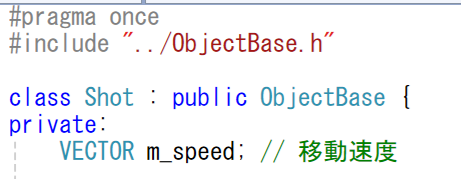 #pragma once
#include "../ObjectBase.h"
class Shot : public ObjectBase {
private:
VECTOR m_speed; // 移動速度